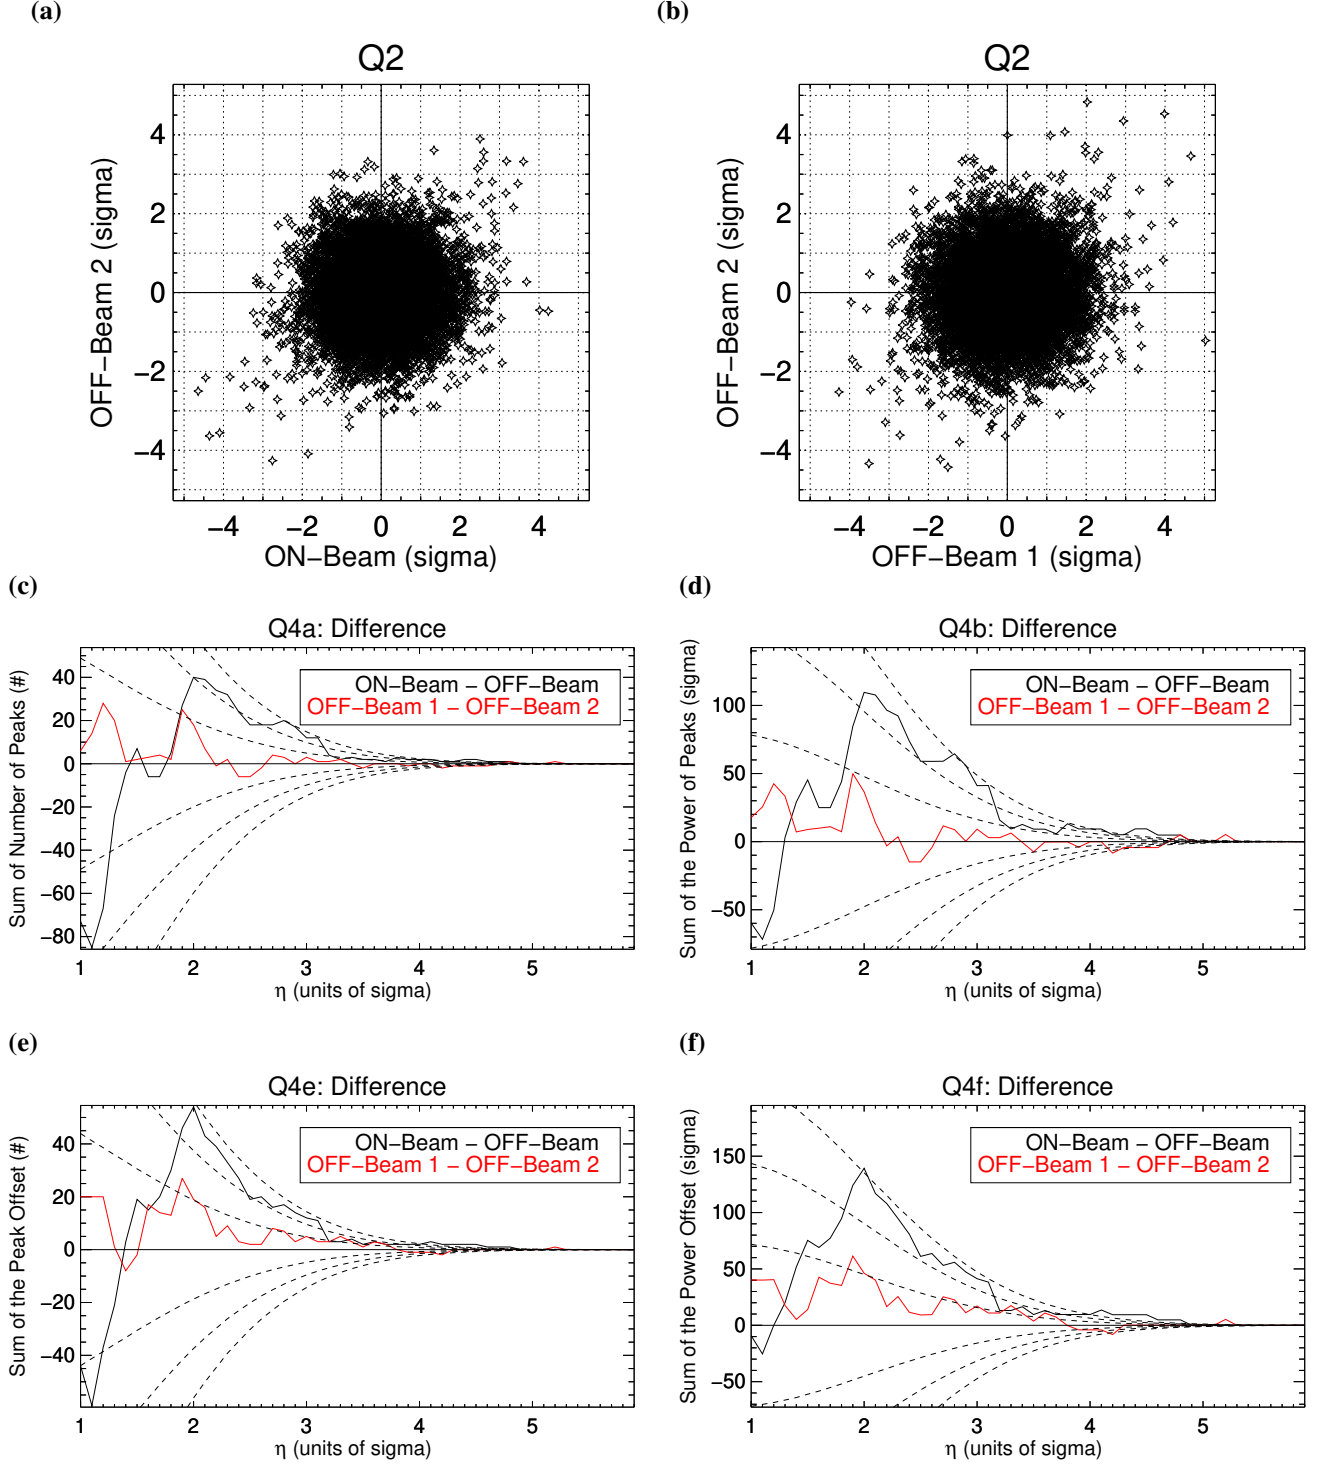 (a)
Q2
OFF−Beam 2 (sigma)
4
2
0
−2
−4
−4
−2
0
2
4
ON−Beam (sigma)
(b)
Q2
OFF−Beam 2 (sigma)
4
2
0
−2
−4
−4
−2
0
2
4
OFF−Beam 1 (sigma)
(c)
Q4a: Difference
Sum of Number of Peaks (#)
40
20
0
−20
−40
−60
−80
ON−Beam − OFF−Beam
OFF−Beam 1 − OFF−Beam 2
1
2
3
4
5
η (units of sigma)
(d)
Q4b: Difference
Sum of the Power of Peaks (sigma)
100
50
0
−50
ON−Beam − OFF−Beam
OFF−Beam 1 − OFF−Beam 2
1
2
3
4
5
η (units of sigma)
(e)
Q4e: Difference
Sum of the Peak Offset (#)
40
20
0
−20
−40
ON−Beam − OFF−Beam
OFF−Beam 1 − OFF−Beam 2
1
2
3
4
5
η (units of sigma)
(f)
Q4f: Difference
Sum of the Power Offset (sigma)
150
100
50
0
−50
ON−Beam − OFF−Beam
OFF−Beam 1 − OFF−Beam 2
1
2
3
4
5
η (units of sigma)